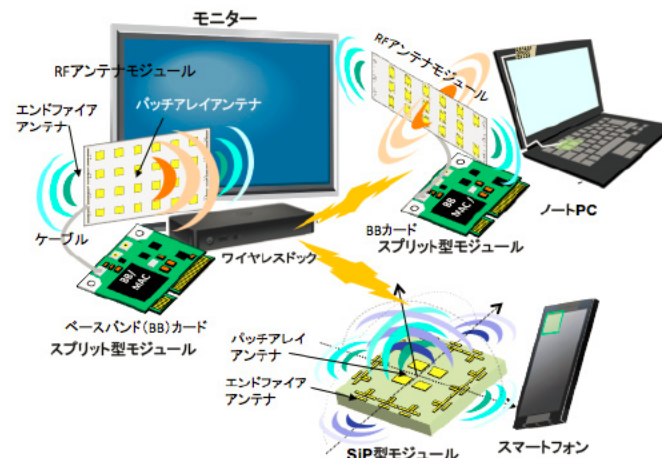 モニター
RFアンテナモジュール
パッチアレイアンテナ
エンドファイア
アンテナ
RFアンテナモジュール
ケーブル
BB/
MAC
ワイヤレスドック
BB
MAC/
BBカード
スプリット型モジュール
ノートPC
ベースバンド(BB)カード
スプリット型モジュール
パッチアレイ
アンテナ
エンドファイア
アンテナ
SiP型モジュール
スマートフォン